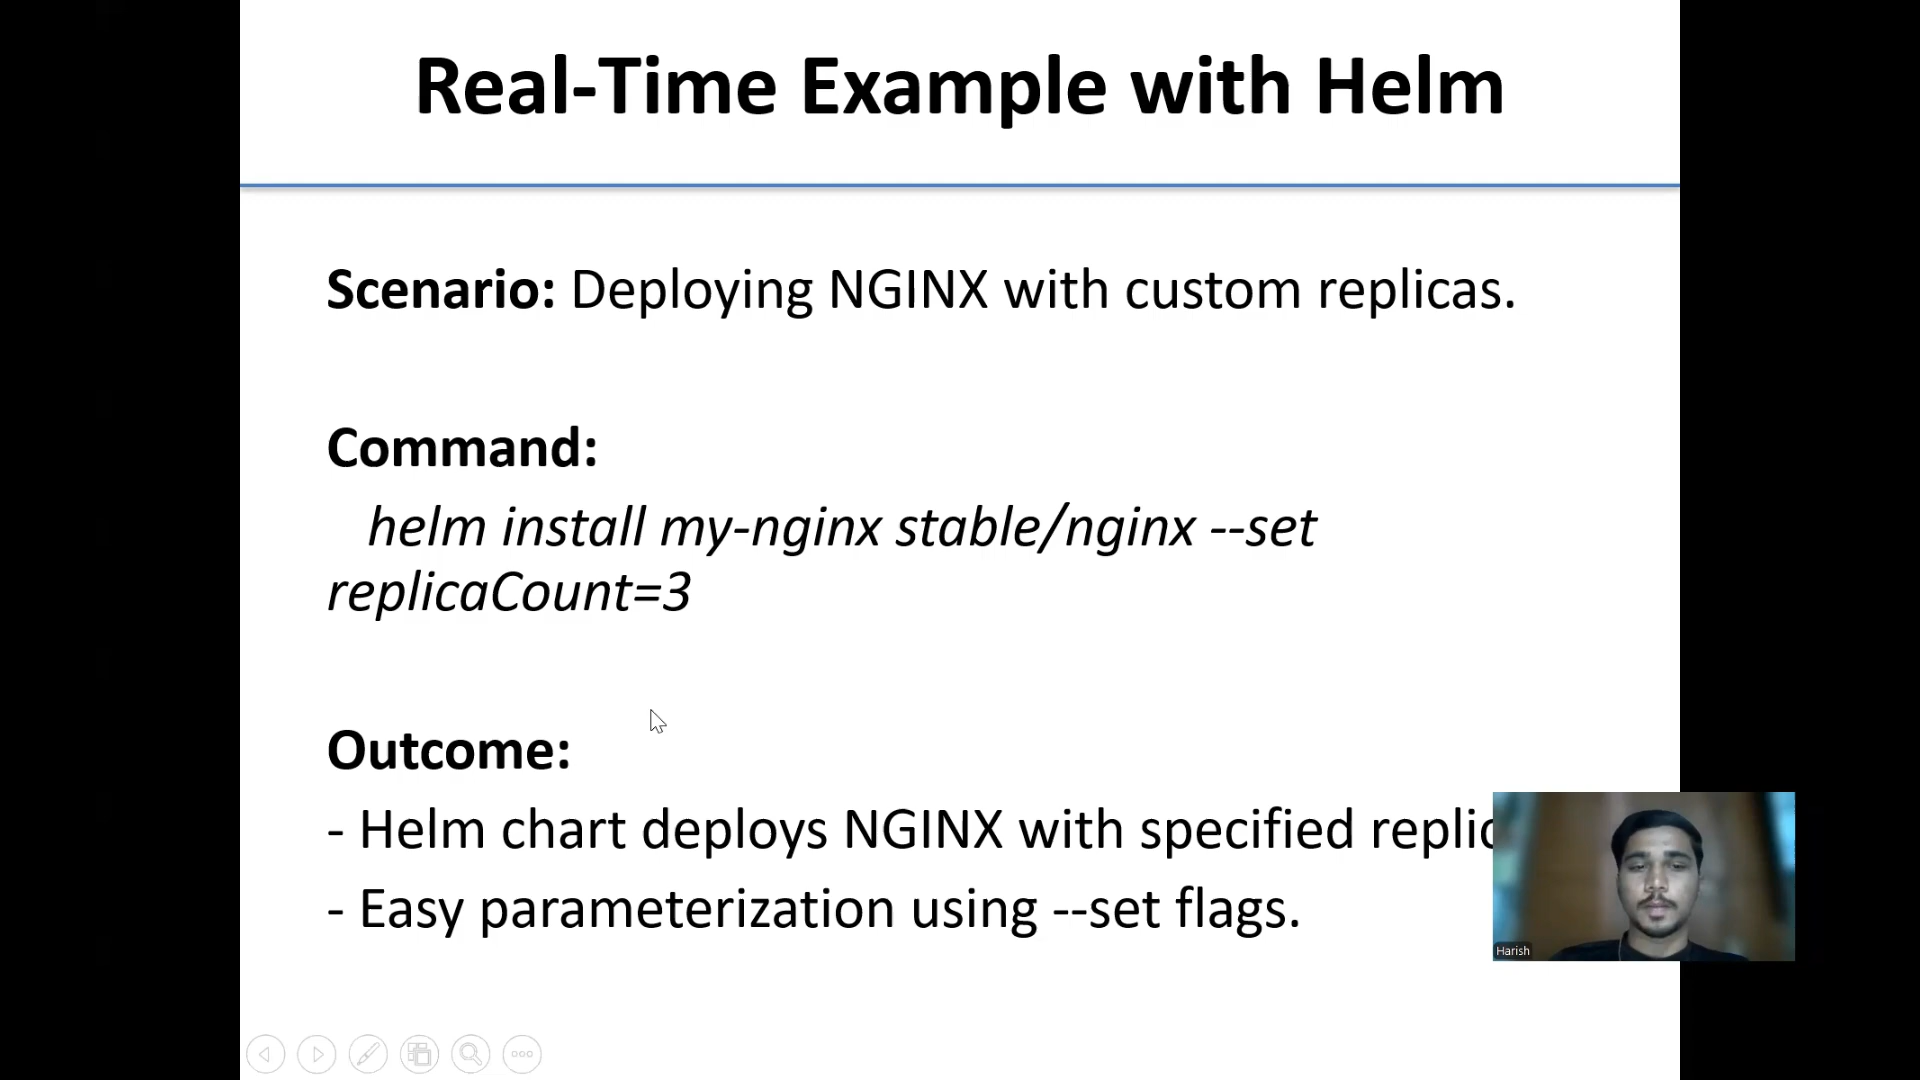 Real-Time Example with Helm
Scenario: Deploying NGINX with custom replicas.
Command:
helm install my-nginx stable/nginx --set
replicaCount=3
Outcome:
- Helm chart deploys NGINX with specified
- Easy parameterization using --set flags.
Harish